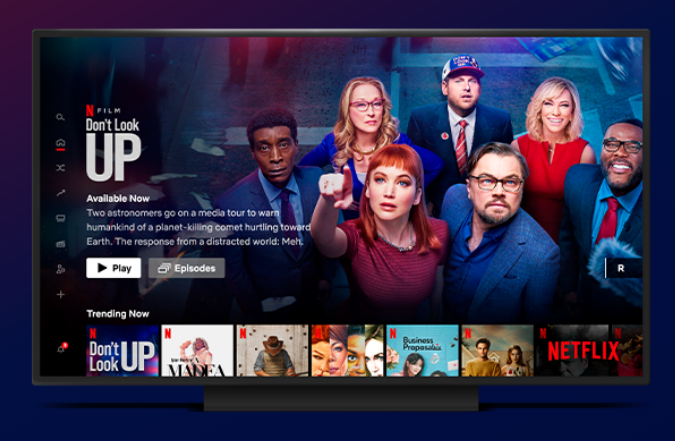 N FILM
Don't Look
UP
Available Now
Two astronomers go on a media tour to warn
humankind of a planet-killing comet hurtling toward
Earth. The response from a distracted world: Meh.
Play
Episodes
R
Trending Now
N
Don't
Look UP
N
MADEA
N
N
N
Business
Proposal
N
NETFLIX
N